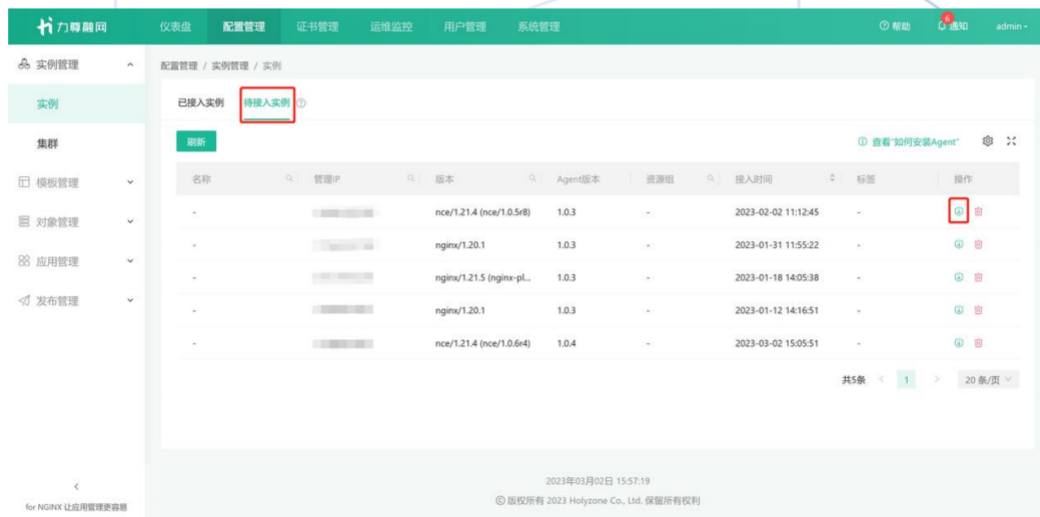 力尊融网 仪表盘 配置管理 证书管理 运维监控 用户管理 系统管理 帮助 6 通知 admin
实例管理
配置管理 / 实例管理 / 实例
实例
已接入实例 待接入实例
集群
刷新 查看"如何安装Agent"
模板管理
名称 管理IP 版本 Agent版本 资源组 接入时间 标签 操作
- nce/1.21.4 (nce/1.0.5r8) 1.0.3 - 2023-02-02 11:12:45 -
对象管理
- nginx/1.20.1 1.0.3 - 2023-01-31 11:55:22 -
应用管理
- nginx/1.21.5 (nginx-pl... 1.0.3 - 2023-01-18 14:05:38 -
发布管理
- nginx/1.20.1 1.0.3 - 2023-01-12 14:16:51 -
- nce/1.21.4 (nce/1.0.6r4) 1.0.4 - 2023-03-02 15:05:51 -
共5条 < 1 > 20 条/页
<
2023年03月02日 15:57:19
for NGINX 让应用管理更容易
© 版权所有 2023 Holyzone Co., Ltd. 保留所有权利